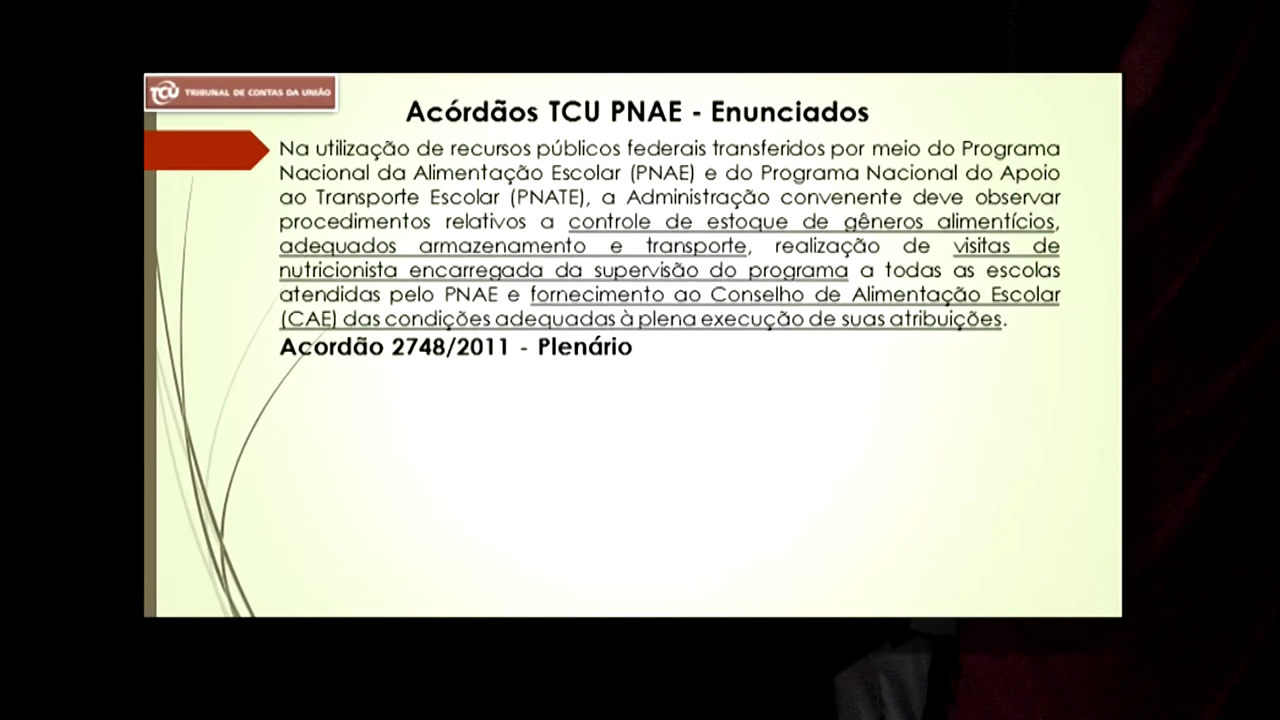 TCU TRIBUNAL DE CONTAS DA UNIÃO
Acórdãos TCU PNAE - Enunciados
Na utilização de recursos públicos federais transferidos por meio do Programa
Nacional da Alimentação Escolar (PNAE) e do Programa Nacional do Apoio
ao Transporte Escolar (PNATE), a Administração convenente deve observar
procedimentos relativos a controle de estoque de gêneros alimentícios,
adequados armazenamento e transporte, realização de visitas de
nutricionista encarregada da supervisão do programa a todas as escolas
atendidas pelo PNAE e fornecimento ao Conselho de Alimentação Escolar
(CAE) das condições adequadas à plena execução de suas atribuições.
Acordão 2748/2011 - Plenário